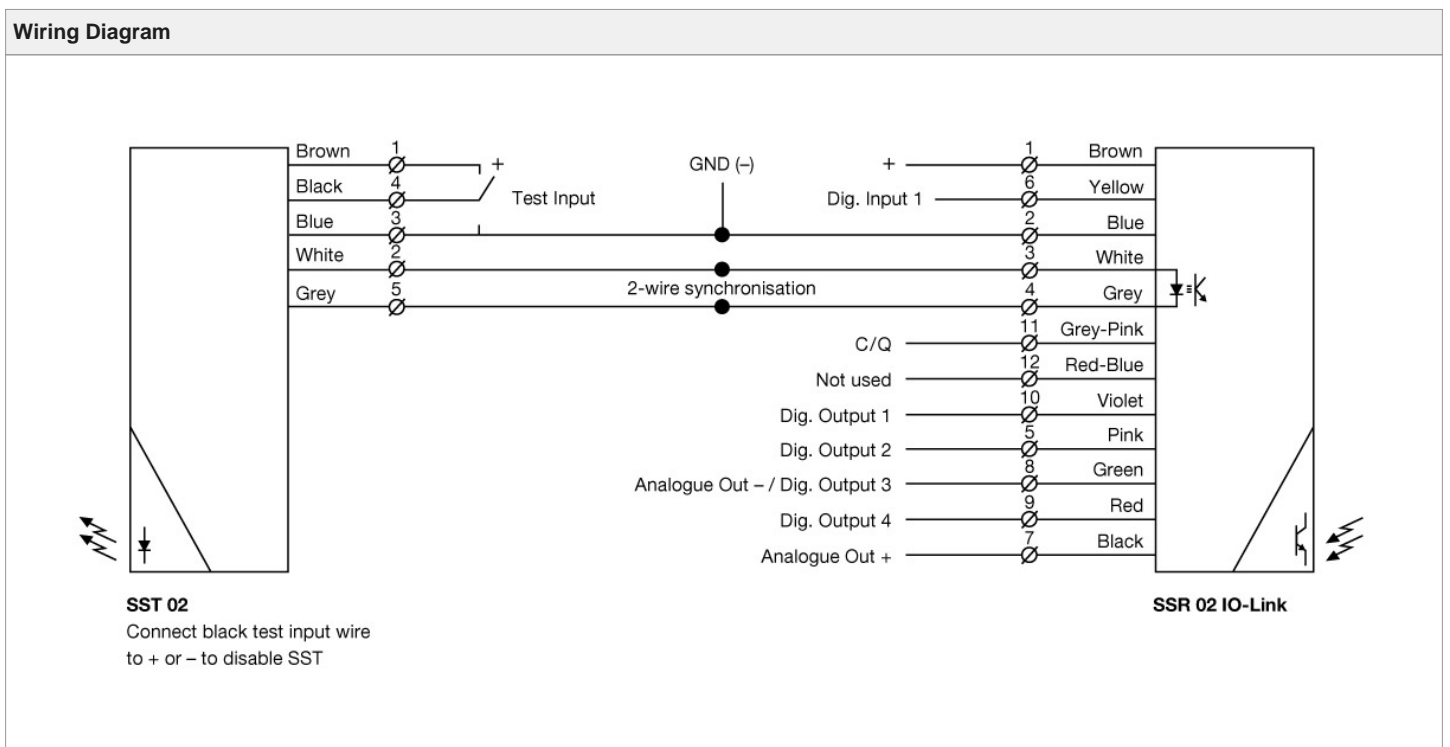 Wiring Diagram
Brown 1 + GND (–) + 1 Brown
Black 4 Test Input Dig. Input 1 6 Yellow
Blue 3 2 Blue
White 2 3 White
Grey 5 2-wire synchronisation 4 Grey
C/Q 11 Grey-Pink
Not used 12 Red-Blue
Dig. Output 1 10 Violet
Dig. Output 2 5 Pink
Analogue Out – / Dig. Output 3 8 Green
Dig. Output 4 9 Red
Analogue Out + 7 Black
SST 02 SSR 02 IO-Link
Connect black test input wire
to + or – to disable SST